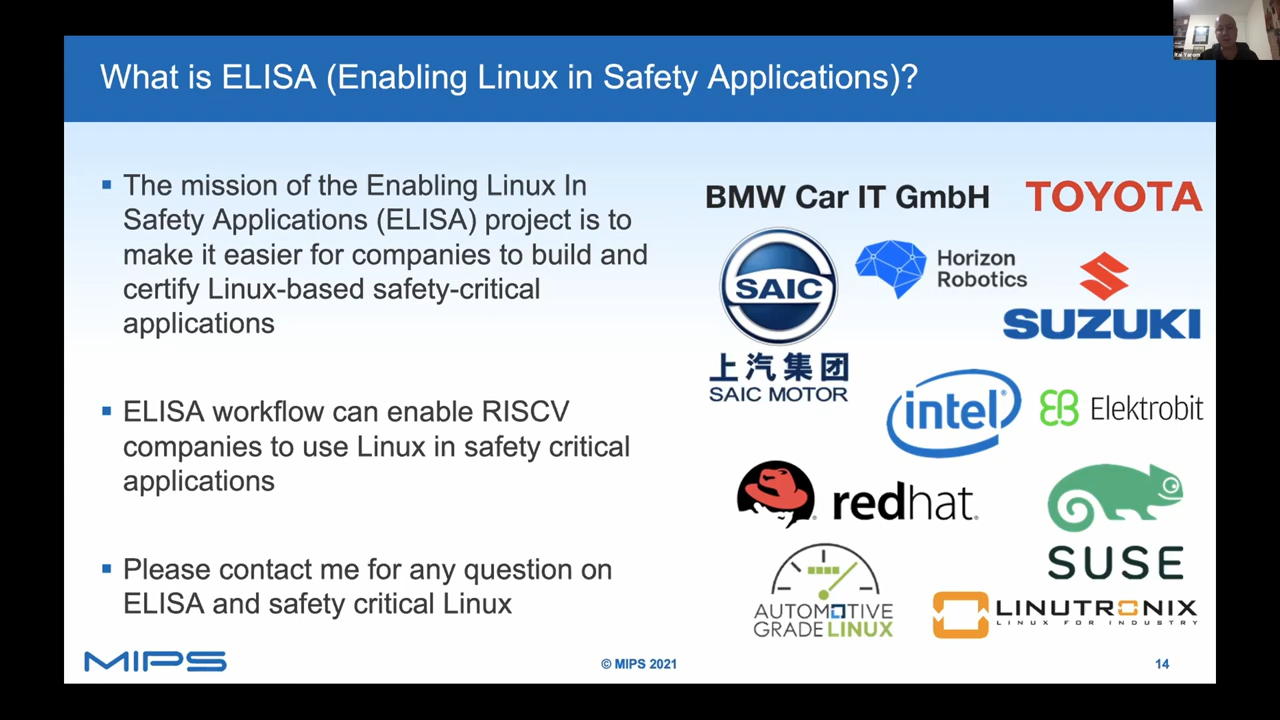 What is ELISA (Enabling Linux in Safety Applications)?
The mission of the Enabling Linux In
Safety Applications (ELISA) project is to
make it easier for companies to build and
certify Linux-based safety-critical
applications
ELISA workflow can enable RISCV
companies to use Linux in safety critical
applications
Please contact me for any question on
ELISA and safety critical Linux
BMW Car IT GmbH
TOYOTA
SAIC
上汽集团
SAIC MOTOR
Horizon
Robotics
SUZUKI
intel
EB Elektrobit
redhat.
SUSE
AUTOMOTIVE
GRADELINUX
LINUTRONIX
LINUX FOR INDUSTRY
MIPS
© MIPS 2021
14